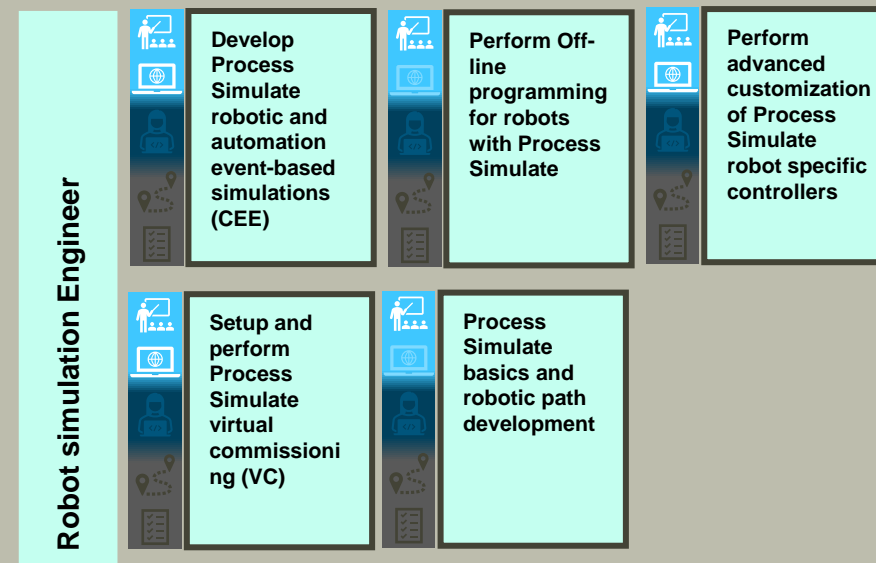 Robot simulation Engineer
Develop
Process
Simulate
robotic and
automation
event-based
simulations
(CEE)
Perform Off-
line
programming
for robots
with Process
Simulate
Perform
advanced
customization
of Process
Simulate
robot specific
controllers
Setup and
perform
Process
Simulate
virtual
commissioni
ng (VC)
Process
Simulate
basics and
robotic path
development